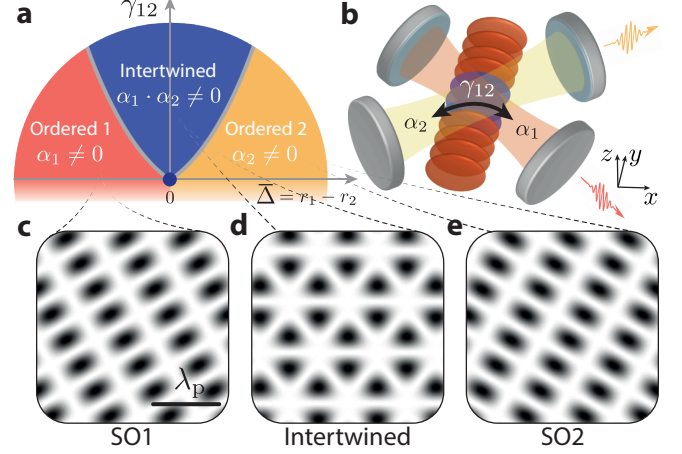 a
γ₁₂
Intertwined
α₁ · α₂ ≠ 0
Ordered 1
α₁ ≠ 0
Ordered 2
α₂ ≠ 0
0
Δ̅ = r₁ − r₂
b
γ₁₂
α₂
α₁
z
y
x
c
d
e
λₚ
SO1
Intertwined
SO2